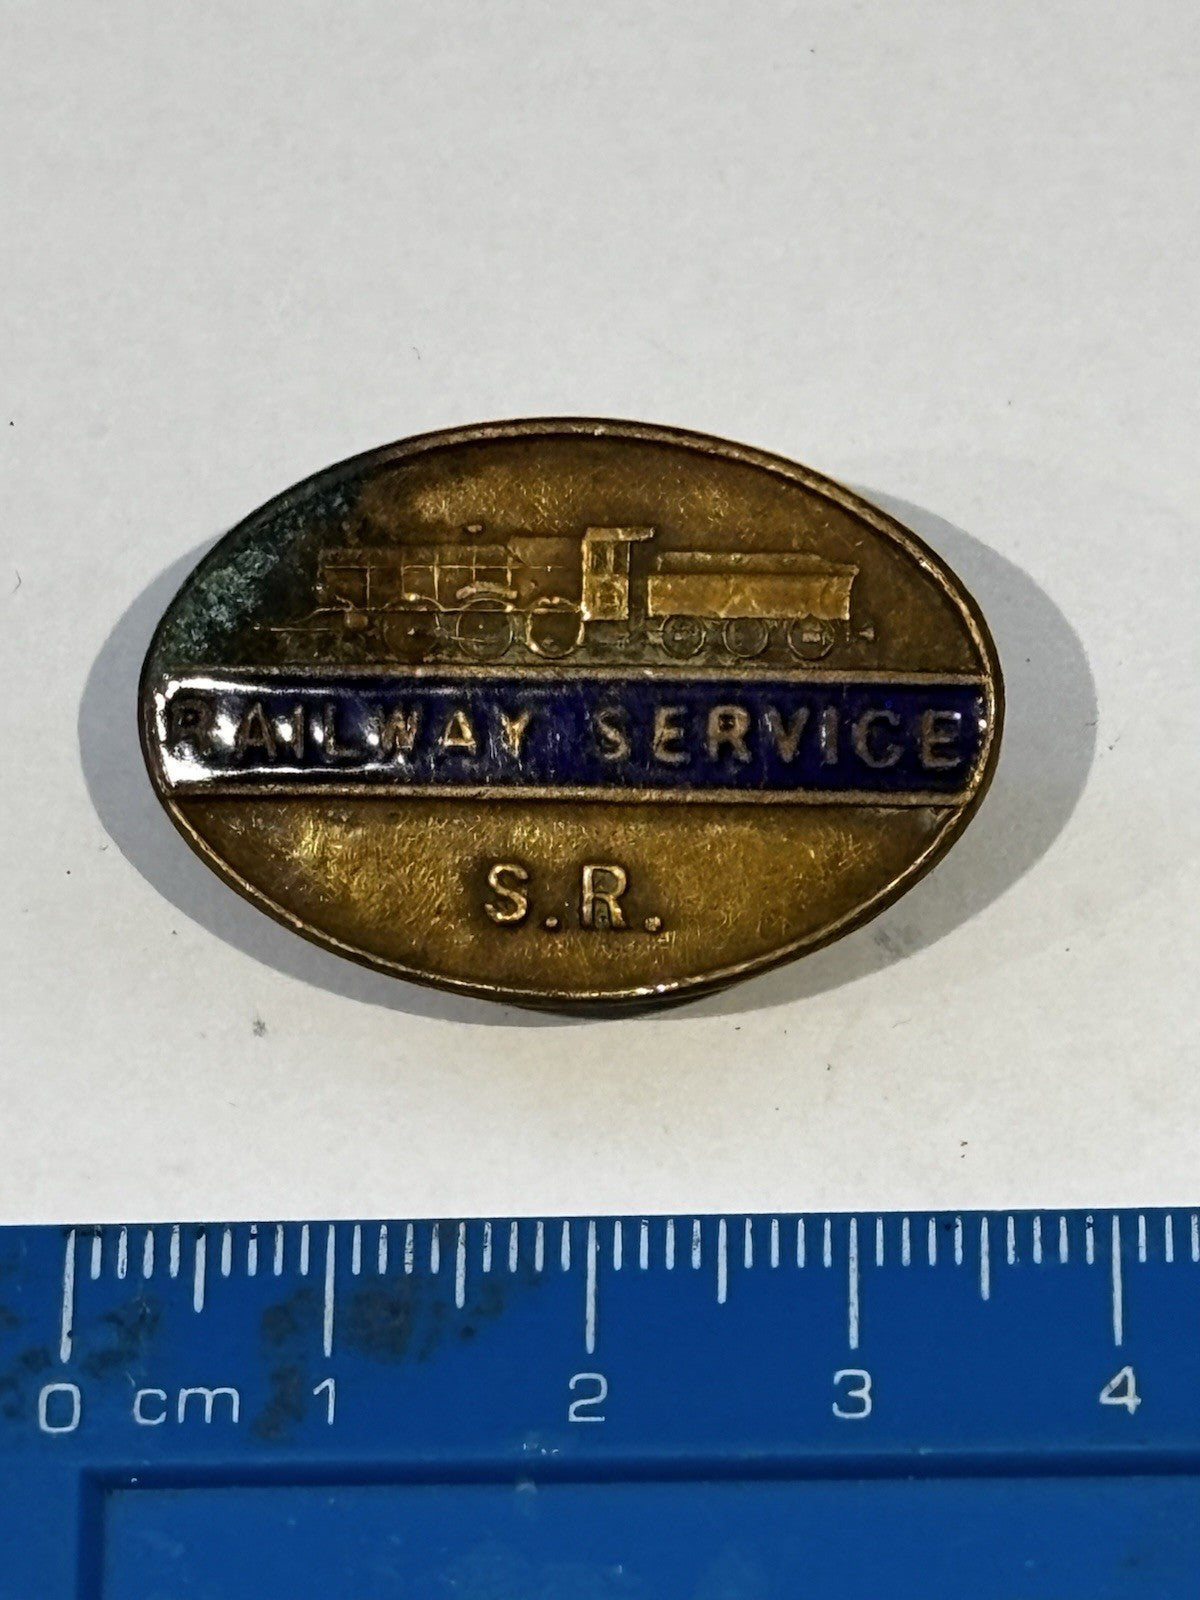 RAILWAY SERVICE
S.R.
0 cm 1 2 3 4